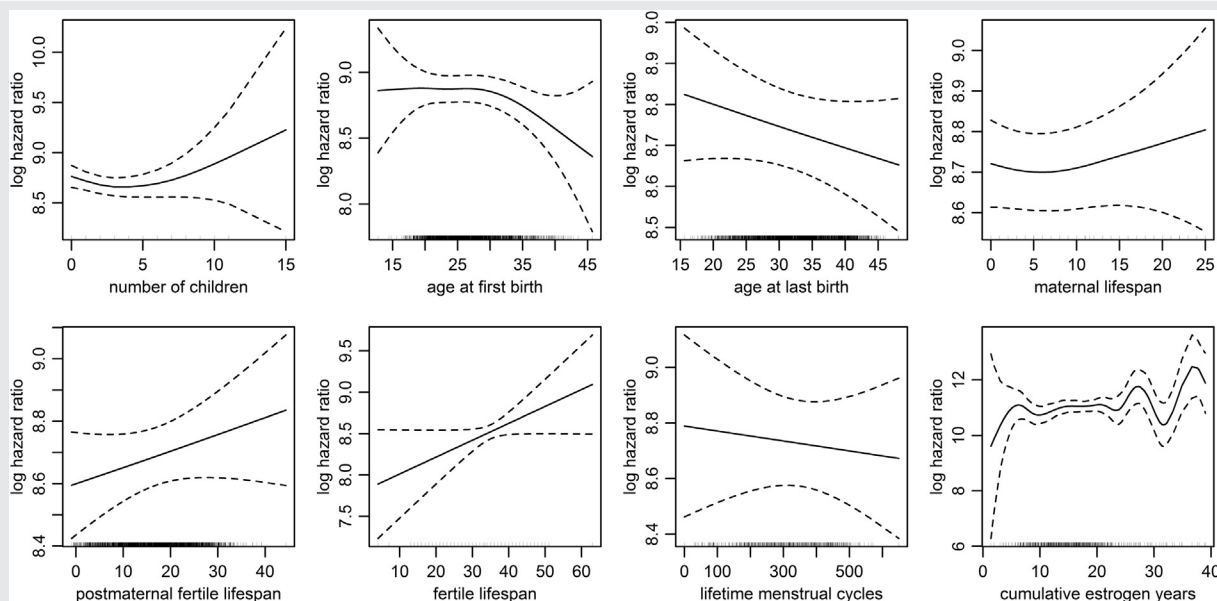 log hazard ratio
10.0
9.5
9.0
8.5
0 5 10 15
number of children
log hazard ratio
9.0
8.5
8.0
15 25 35 45
age at first birth
log hazard ratio
9.0
8.9
8.8
8.7
8.6
8.5
15 20 25 30 35 40 45
age at last birth
log hazard ratio
9.0
8.9
8.8
8.7
8.6
0 5 10 15 20 25
maternal lifespan
log hazard ratio
9.0
8.8
8.6
8.4
0 10 20 30 40
postmaternal fertile lifespan
log hazard ratio
9.5
9.0
8.5
8.0
7.5
10 20 30 40 50 60
fertile lifespan
log hazard ratio
9.0
8.8
8.6
8.4
0 100 300 500
lifetime menstrual cycles
log hazard ratio
12
10
8
6
0 10 20 30 40
cumulative estrogen years